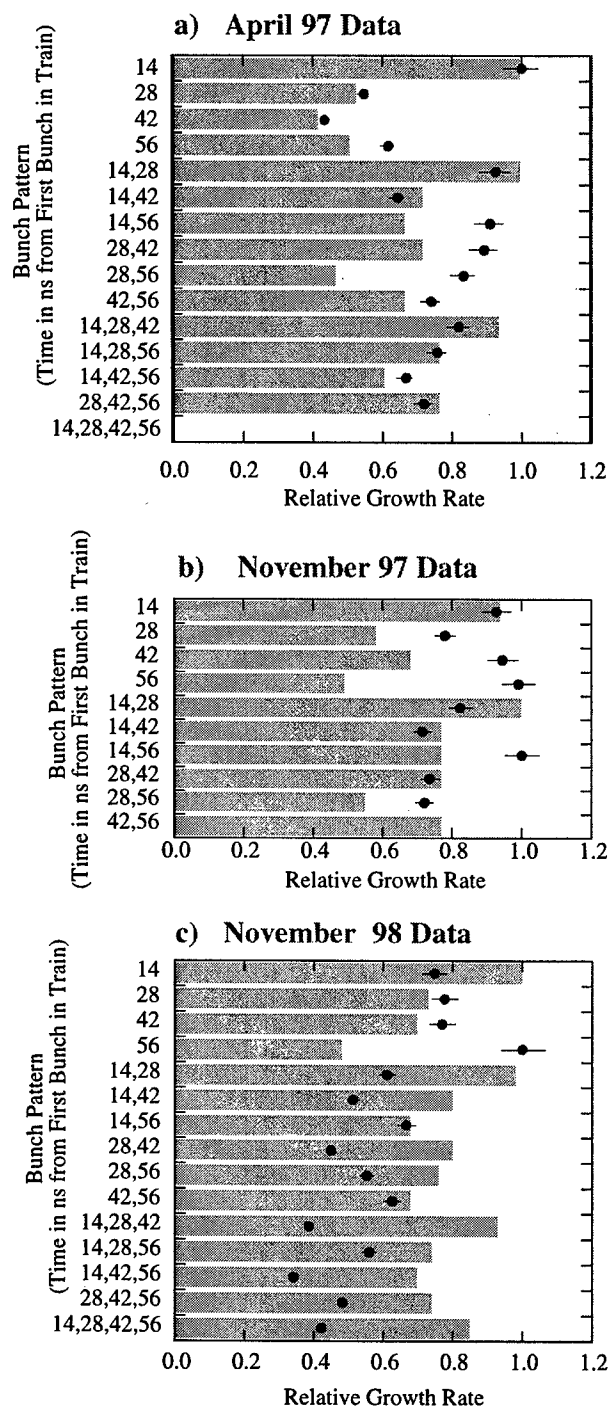 a) April 97 Data
Bunch Pattern
(Time in ns from First Bunch in Train)
14
28
42
56
14,28
14,42
14,56
28,42
28,56
42,56
14,28,42
14,28,56
14,42,56
28,42,56
14,28,42,56
0.0 0.2 0.4 0.6 0.8 1.0 1.2
Relative Growth Rate
b) November 97 Data
Bunch Pattern
(Time in ns from First Bunch in Train)
14
28
42
56
14,28
14,42
14,56
28,42
28,56
42,56
0.0 0.2 0.4 0.6 0.8 1.0 1.2
Relative Growth Rate
c) November 98 Data
Bunch Pattern
(Time in ns from First Bunch in Train)
14
28
42
56
14,28
14,42
14,56
28,42
28,56
42,56
14,28,42
14,28,56
14,42,56
28,42,56
14,28,42,56
0.0 0.2 0.4 0.6 0.8 1.0 1.2
Relative Growth Rate